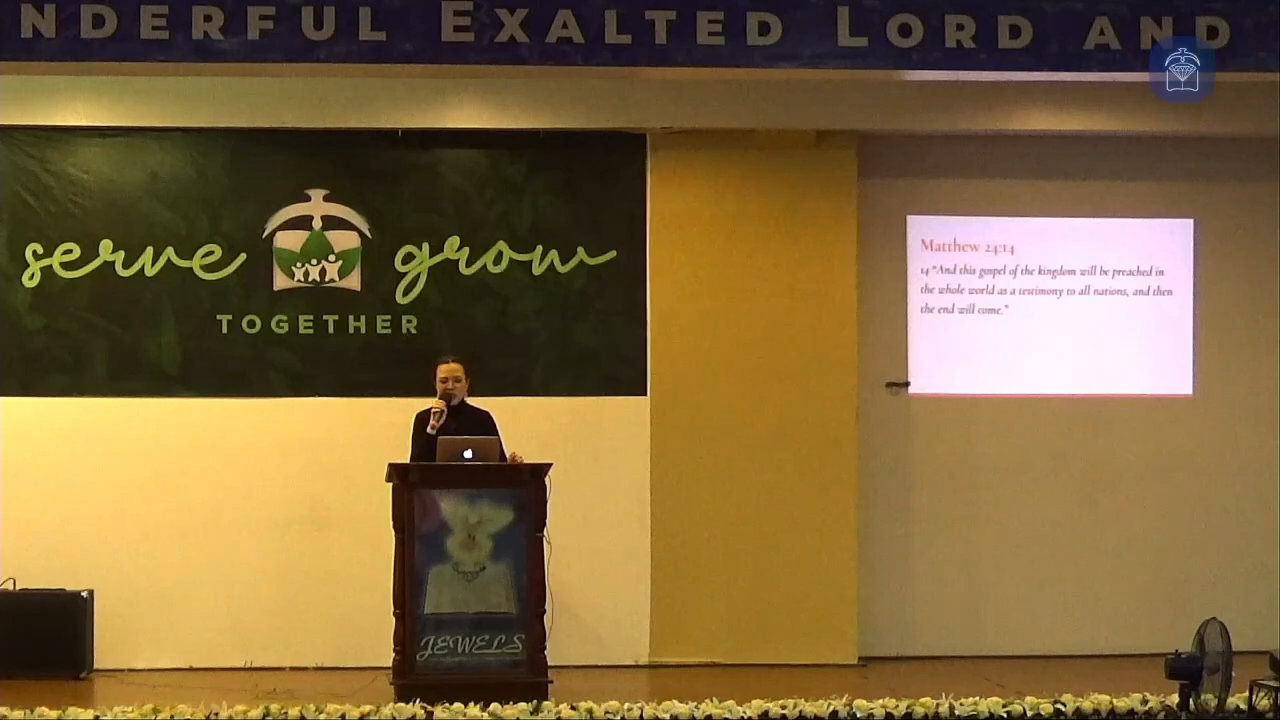 NDERFUL EXALTED LORD AND
serve grow
TOGETHER
Matthew 24:14
14 “And this gospel of the kingdom will be preached in
the whole world as a testimony to all nations, and then
the end will come.”
JEWELS